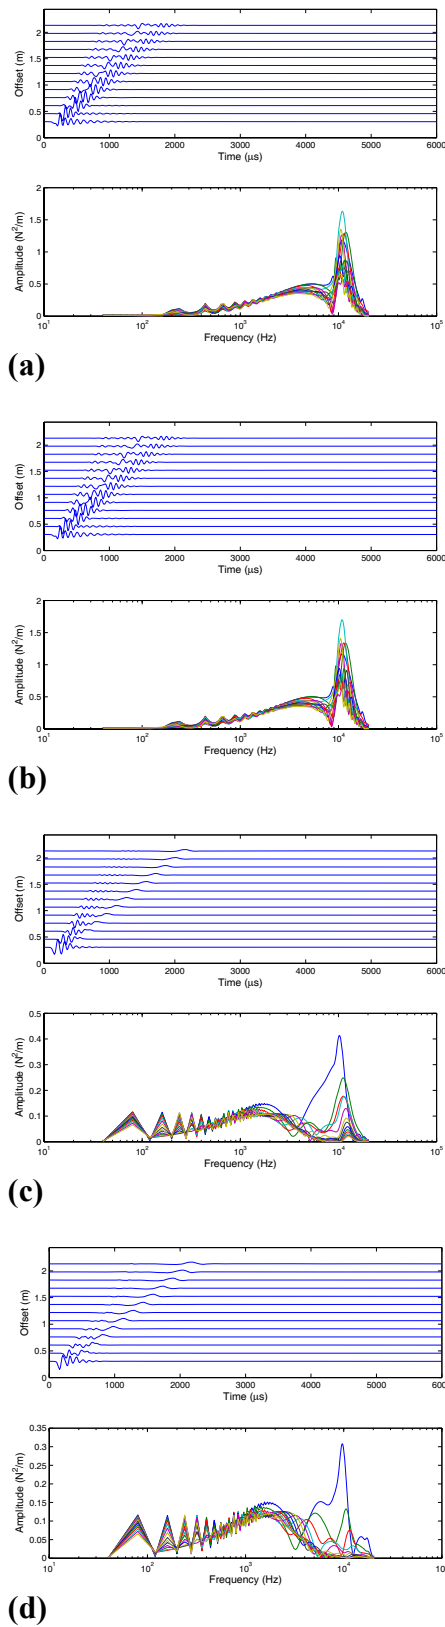 2
1.5
1
0.5
0
Offset (m)
0 1000 2000 3000 4000 5000 6000
Time (μs)
2
1.5
1
0.5
0
Amplitude (N²/m)
10¹ 10² 10³ 10⁴ 10⁵
Frequency (Hz)
(a)
2
1.5
1
0.5
0
Offset (m)
0 1000 2000 3000 4000 5000 6000
Time (μs)
2
1.5
1
0.5
0
Amplitude (N²/m)
10¹ 10² 10³ 10⁴ 10⁵
Frequency (Hz)
(b)
2
1.5
1
0.5
0
Offset (m)
0 1000 2000 3000 4000 5000 6000
Time (μs)
0.5
0.4
0.3
0.2
0.1
0
Amplitude (N²/m)
10¹ 10² 10³ 10⁴ 10⁵
Frequency (Hz)
(c)
2
1.5
1
0.5
0
Offset (m)
0 1000 2000 3000 4000 5000 600
Time (μs)
0.35
0.3
0.25
0.2
0.15
0.1
0.05
0
Amplitude (N²/m)
10¹ 10² 10³ 10⁴ 10
Frequency (Hz)
(d)